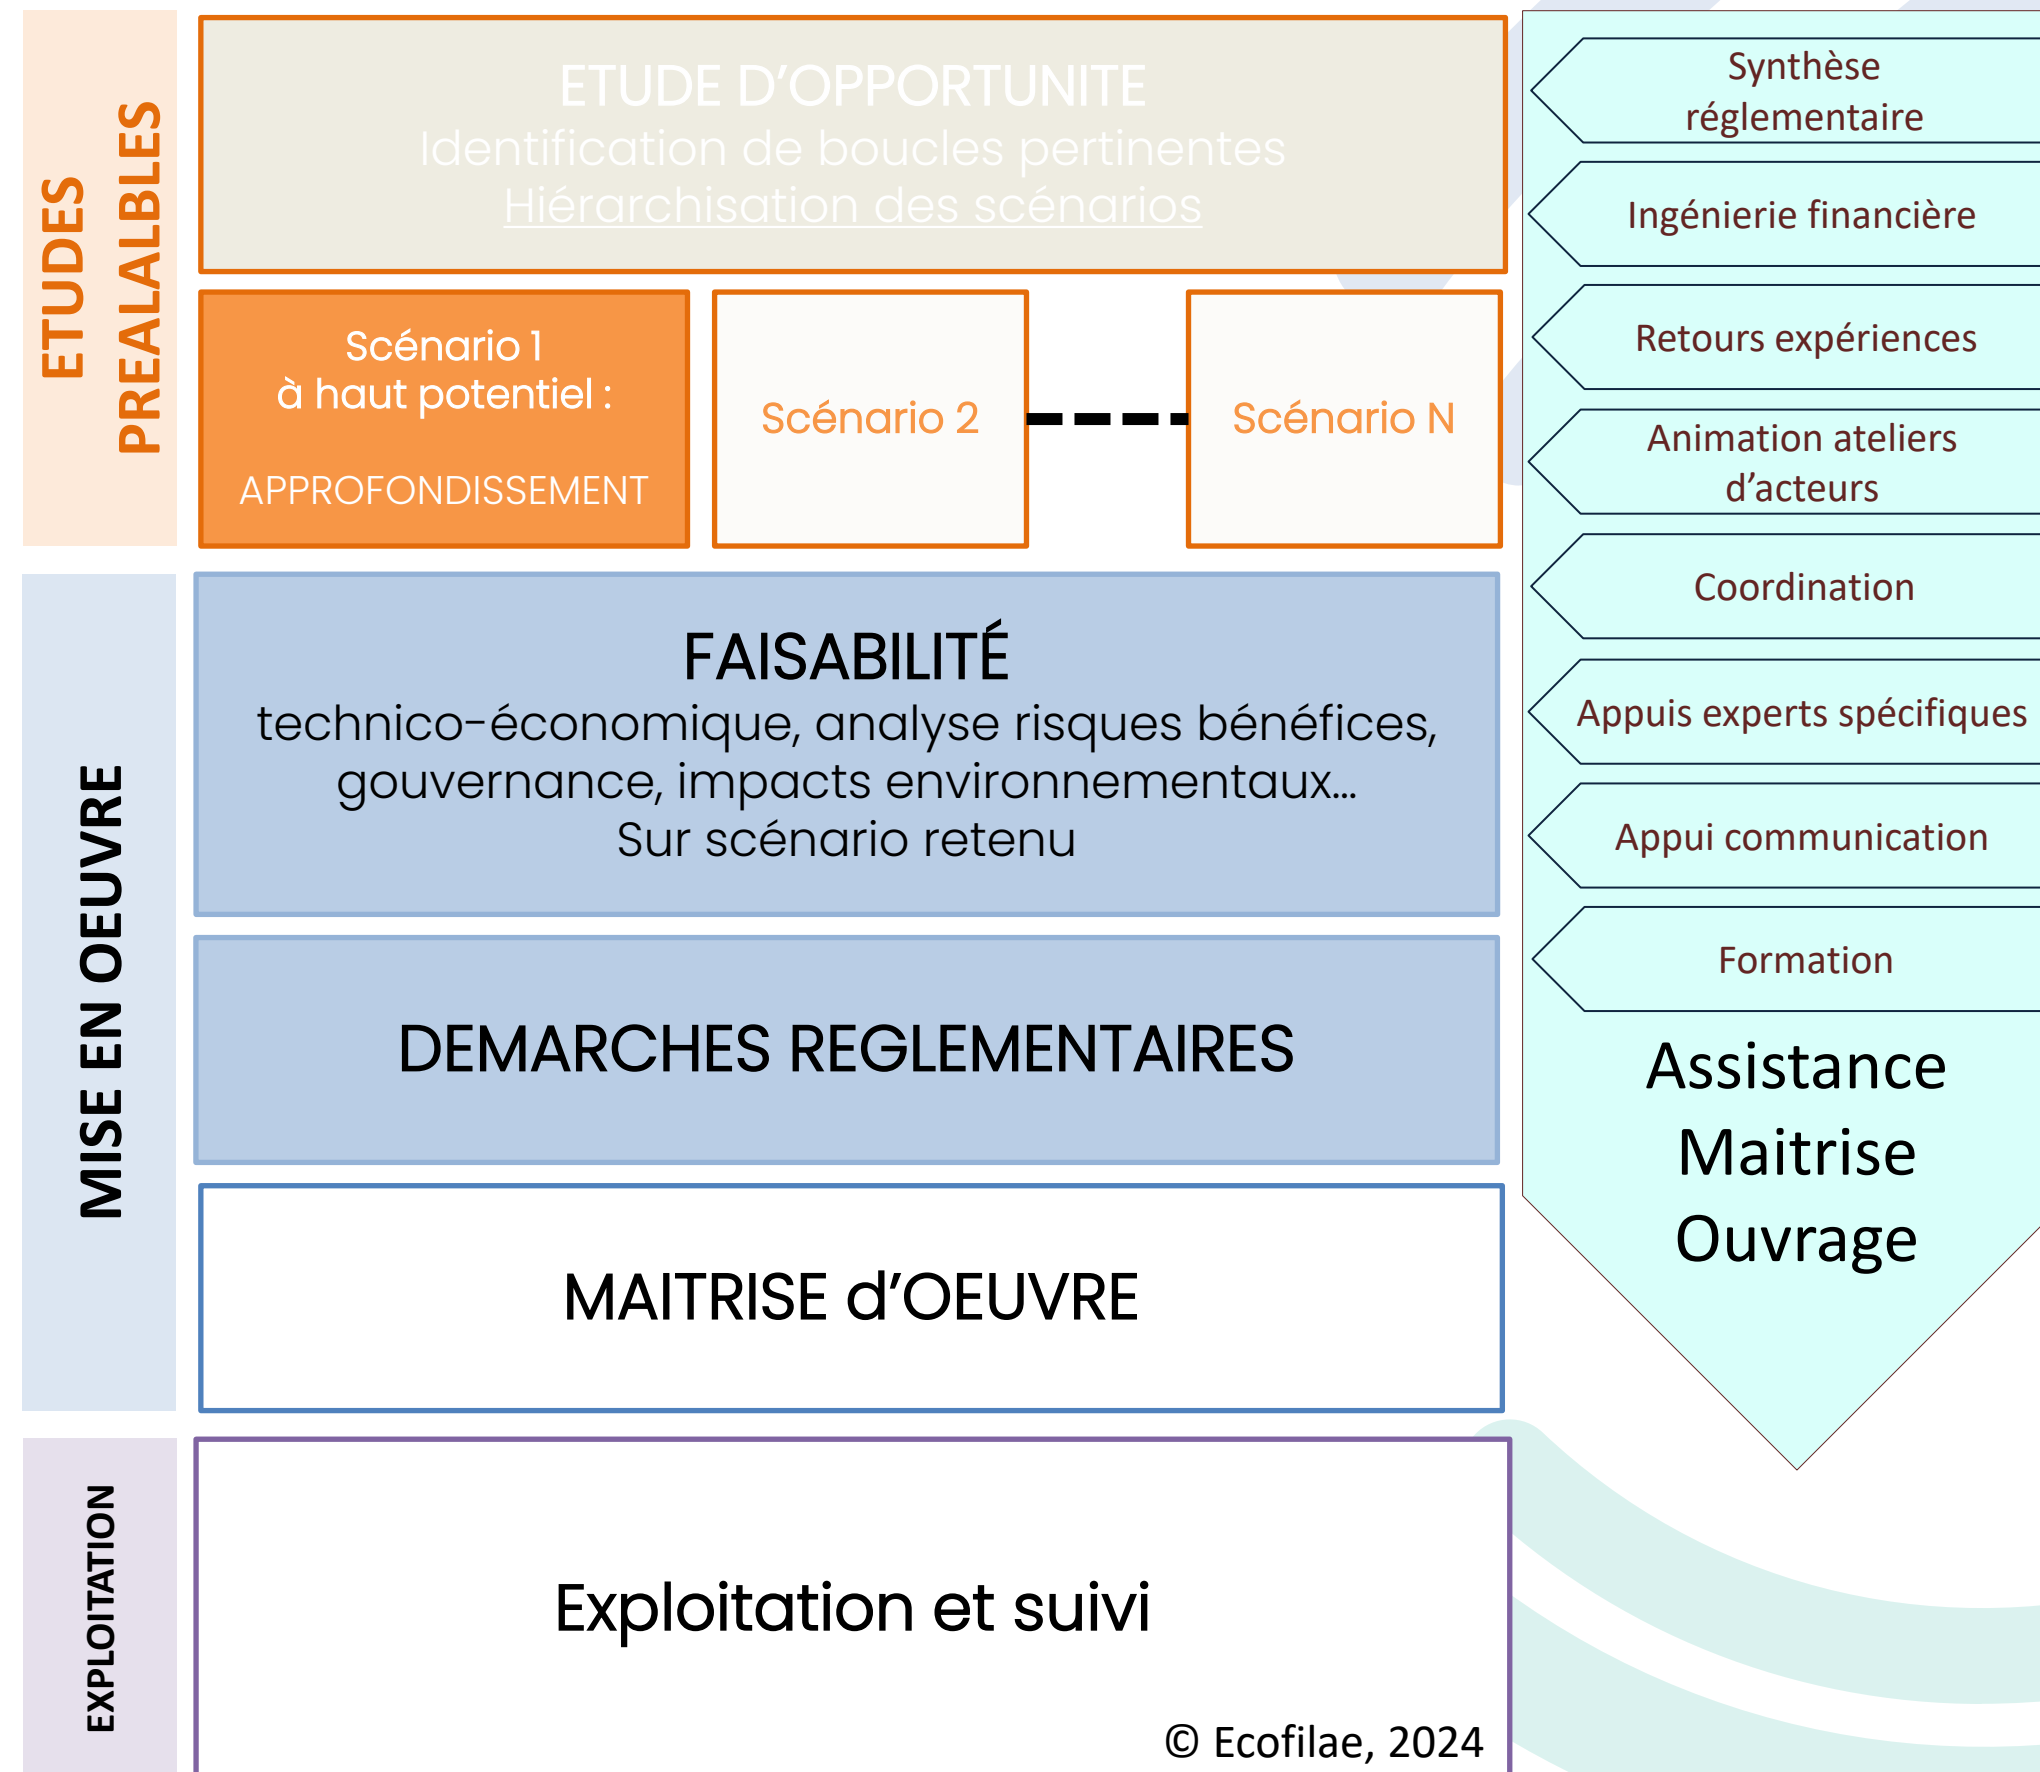 ETUDES
PREALALBLES
ETUDE D’OPPORTUNITE
Identification de boucles pertinentes
Hiérarchisation des scénarios
Scénario 1
à haut potentiel :
APPROFONDISSEMENT
Scénario 2
Scénario N
MISE EN OEUVRE
FAISABILITÉ
technico-économique, analyse risques bénéfices,
gouvernance, impacts environnementaux...
Sur scénario retenu
DEMARCHES REGLEMENTAIRES
MAITRISE d’OEUVRE
EXPLOITATION
Exploitation et suivi
© Ecofilae, 2024
Synthèse
réglementaire
Ingénierie financière
Retours expériences
Animation ateliers
d’acteurs
Coordination
Appuis experts spécifiques
Appui communication
Formation
Assistance
Maitrise
Ouvrage